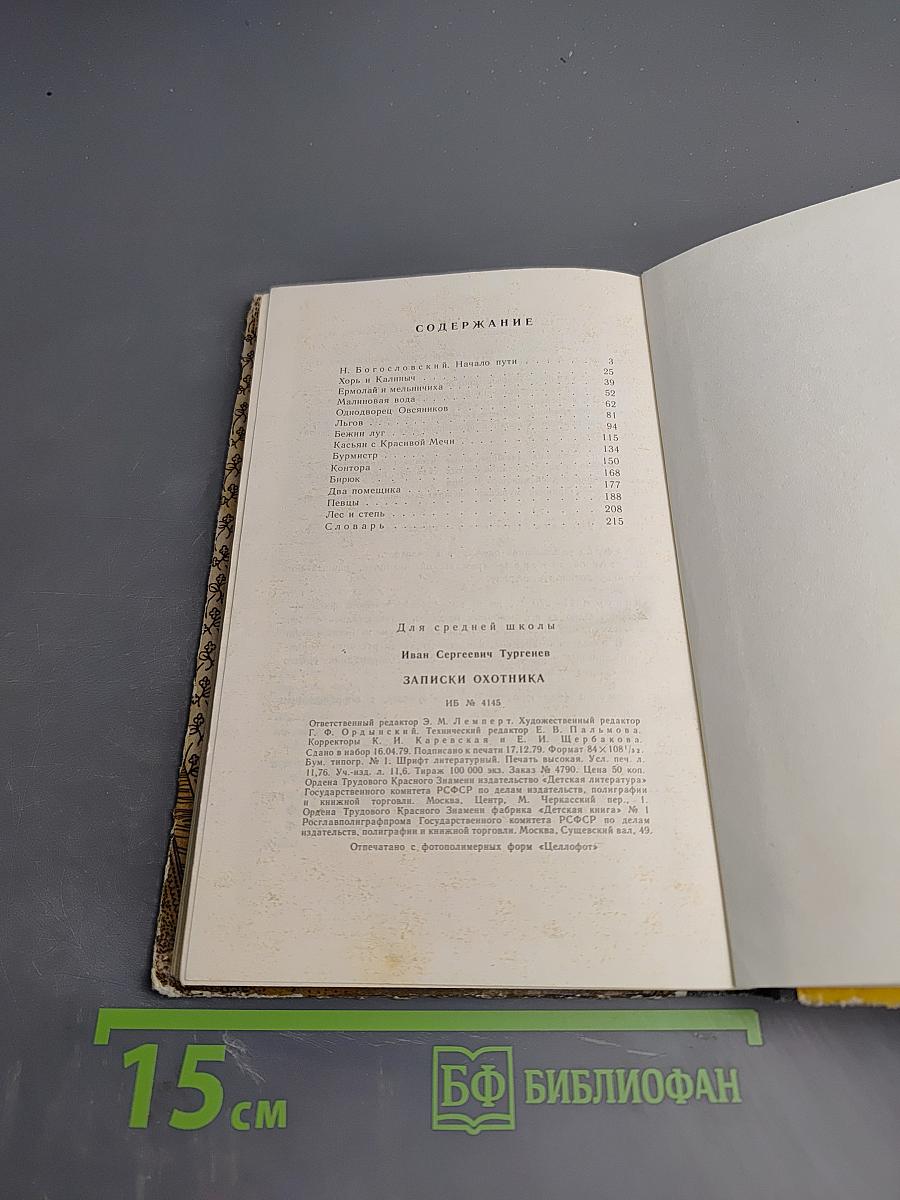 СОДЕРЖАНИЕ
Н. Богословский. Начало пути . . . . . . . 3
Хорь и Калиныч . . . . . . . . . . . . 25
Ермолай и мельничиха . . . . . . . . . . 39
Малиновая вода . . . . . . . . . . . . 52
Однодворец Овсяников . . . . . . . . . . 62
Льгов . . . . . . . . . . . . . . . . 81
Бежин луг . . . . . . . . . . . . . . 94
Касьян с Красивой Мечи . . . . . . . . . 115
Бурмистр . . . . . . . . . . . . . . . 134
Контора . . . . . . . . . . . . . . . 150
Бирюк . . . . . . . . . . . . . . . . 168
Два помещика . . . . . . . . . . . . . 177
Певцы . . . . . . . . . . . . . . . . 188
Лес и степь . . . . . . . . . . . . . . 208
Словарь . . . . . . . . . . . . . . . 215
Для средней школы
Иван Сергеевич Тургенев
ЗАПИСКИ ОХОТНИКА
ИБ № 4145
Ответственный редактор Э. М. Лемперт. Художественный редактор
Г. Ф. Ордынский. Технический редактор Е. В. Пальмова.
Корректоры К. И. Каревская и Е. И. Щербакова.
Сдано в набор 16.04.79. Подписано к печати 17.12.79. Формат 84×108 1/32.
Бум. типогр. № 1. Шрифт литературный. Печать высокая. Усл. печ. л.
11,76. Уч.-изд. л. 11,6. Тираж 100 000 экз. Заказ № 4790. Цена 50 коп.
Ордена Трудового Красного Знамени издательство «Детская литература»
Государственного комитета РСФСР по делам издательств, полиграфии
и книжной торговли. Москва, Центр, М. Черкасский пер., 1.
Ордена Трудового Красного Знамени фабрика «Детская книга» № 1
Росглавполиграфпрома Государственного комитета РСФСР по делам
издательств, полиграфии и книжной торговли. Москва, Сущевский вал, 49.
Отпечатано с фотополимерных форм «Целлофот»
15 см
БФ БИБЛИОФАН